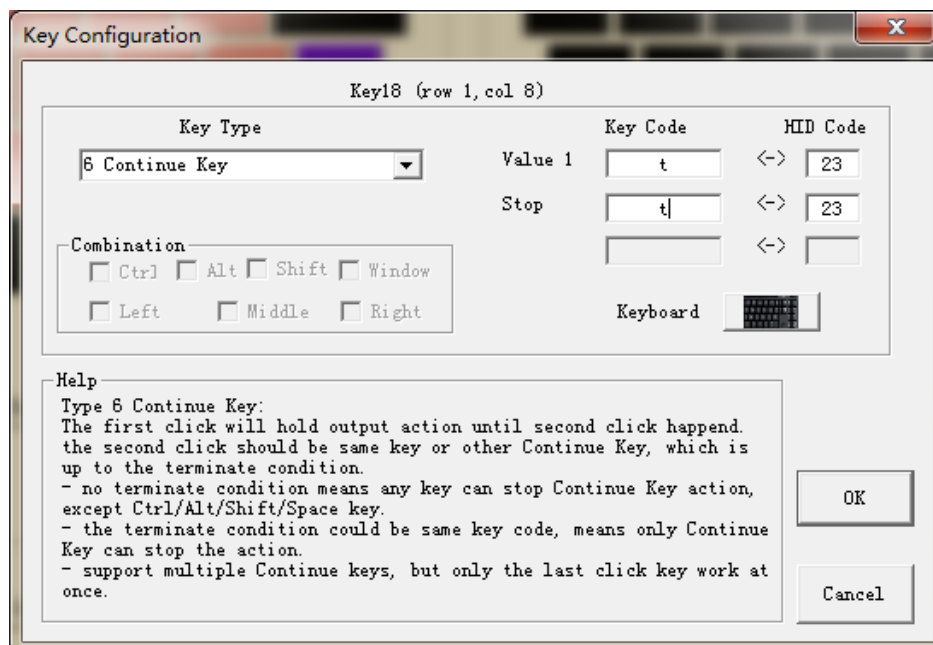 Key Configuration
Key18 (row 1, col 8)
Key Type
Key Code
HID Code
6 Continue Key
Value 1
t
<->
23
Stop
t
<->
23
<->
Combination
Ctrl
Alt
Shift
Window
Left
Middle
Right
Keyboard
Help
Type 6 Continue Key:
The first click will hold output action until second click happend.
the second click should be same key or other Continue Key, which is
up to the terminate condition.
- no terminate condition means any key can stop Continue Key action,
except Ctrl/Alt/Shift/Space key.
- the terminate condition could be same key code, means only Continue
Key can stop the action.
- support multiple Continue keys, but only the last click key work at
once.
OK
Cancel